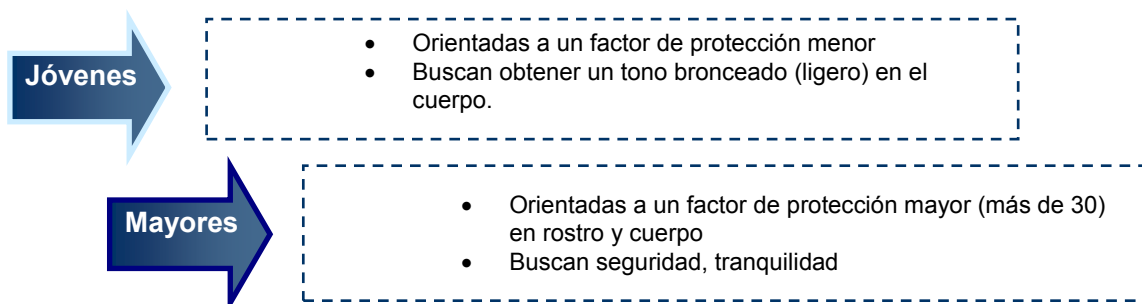 Jóvenes
• Orientadas a un factor de protección menor
• Buscan obtener un tono bronceado (ligero) en el
cuerpo.
Mayores
• Orientadas a un factor de protección mayor (más de 30)
en rostro y cuerpo
• Buscan seguridad, tranquilidad